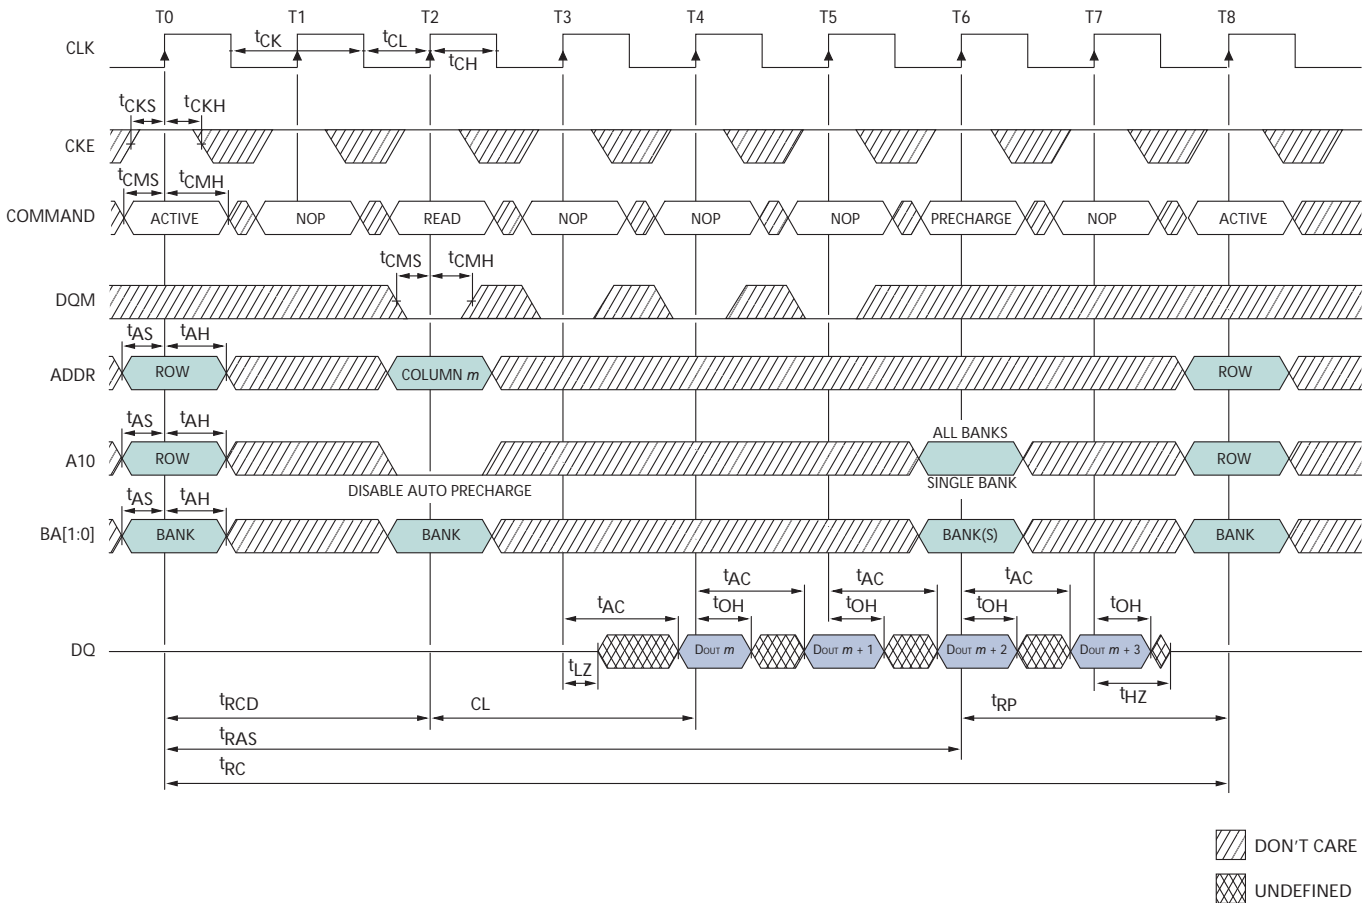 T0 T1 T2 T3 T4 T5 T6 T7 T8
CLK
tCK tCL
tCH
tCKS tCKH
CKE
tCMS tCMH
COMMAND ACTIVE NOP READ NOP NOP NOP PRECHARGE NOP ACTIVE
tCMS tCMH
DQM
tAS tAH
ADDR ROW COLUMN m ROW
tAS tAH
ALL BANKS
A10 ROW ROW
DISABLE AUTO PRECHARGE SINGLE BANK
tAS tAH
BA[1:0] BANK BANK BANK(S) BANK
tAC tAC tAC tAC
tOH tOH tOH tOH
DQ DOUT m DOUT m + 1 DOUT m + 2 DOUT m + 3
tLZ tHZ
tRCD CL tRP
tRAS
tRC
DON'T CARE
UNDEFINED